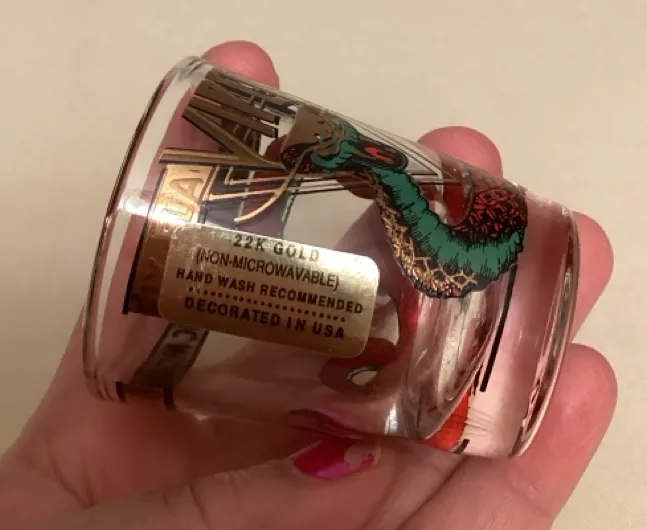 22K GOLD
(NON-MICROWAVABLE)
HAND WASH RECOMMENDED
DECORATED IN USA